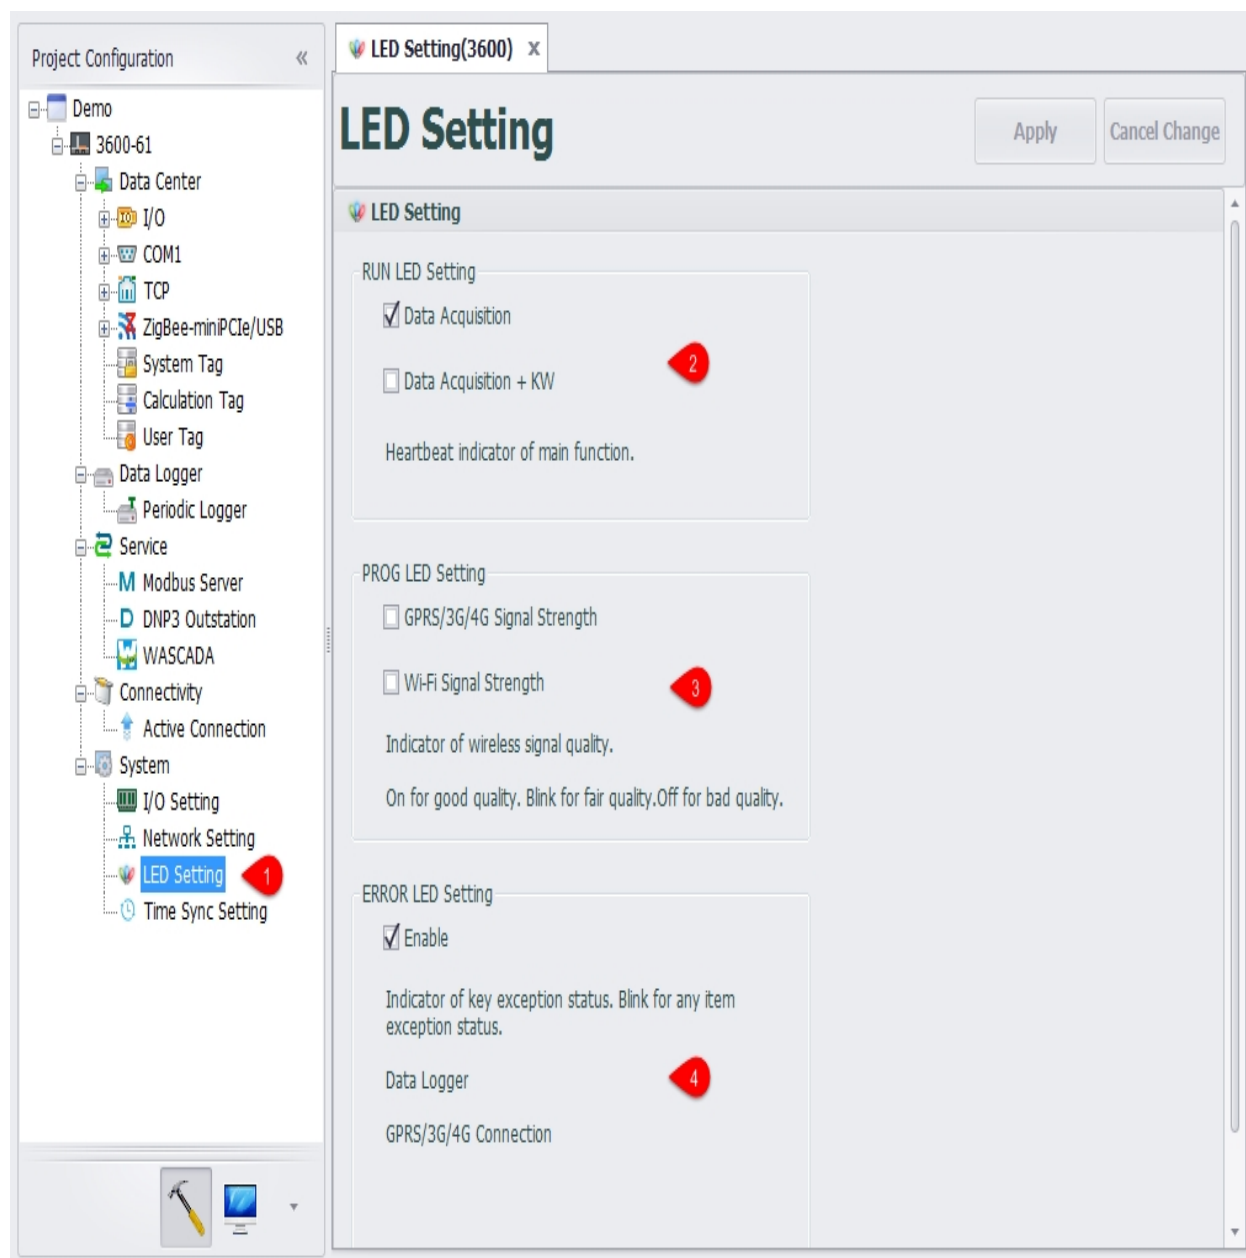 Project Configuration
«
Demo
3600-61
Data Center
I/O
COM1
TCP
ZigBee-miniPCIe/USB
System Tag
Calculation Tag
User Tag
Data Logger
Periodic Logger
Service
M Modbus Server
D DNP3 Outstation
WASCADA
Connectivity
Active Connection
System
I/O Setting
Network Setting
LED Setting 1
Time Sync Setting
LED Setting(3600) x
LED Setting
Apply
Cancel Change
LED Setting
RUN LED Setting
Data Acquisition
2
Data Acquisition + KW
Heartbeat indicator of main function.
PROG LED Setting
GPRS/3G/4G Signal Strength
Wi-Fi Signal Strength
3
Indicator of wireless signal quality.
On for good quality. Blink for fair quality.Off for bad quality.
ERROR LED Setting
Enable
Indicator of key exception status. Blink for any item
exception status.
Data Logger
4
GPRS/3G/4G Connection